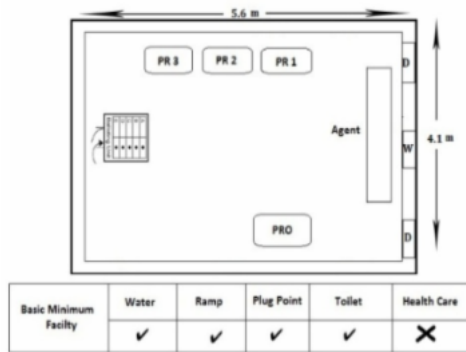 5.6 m
PR 3 PR 2 PR 1
D
Agent
W
4.1 m
PRO
D
Basic Minimum Facilty
Water Ramp Plug Point Toilet Health Care
✓ ✓ ✓ ✓ ✗